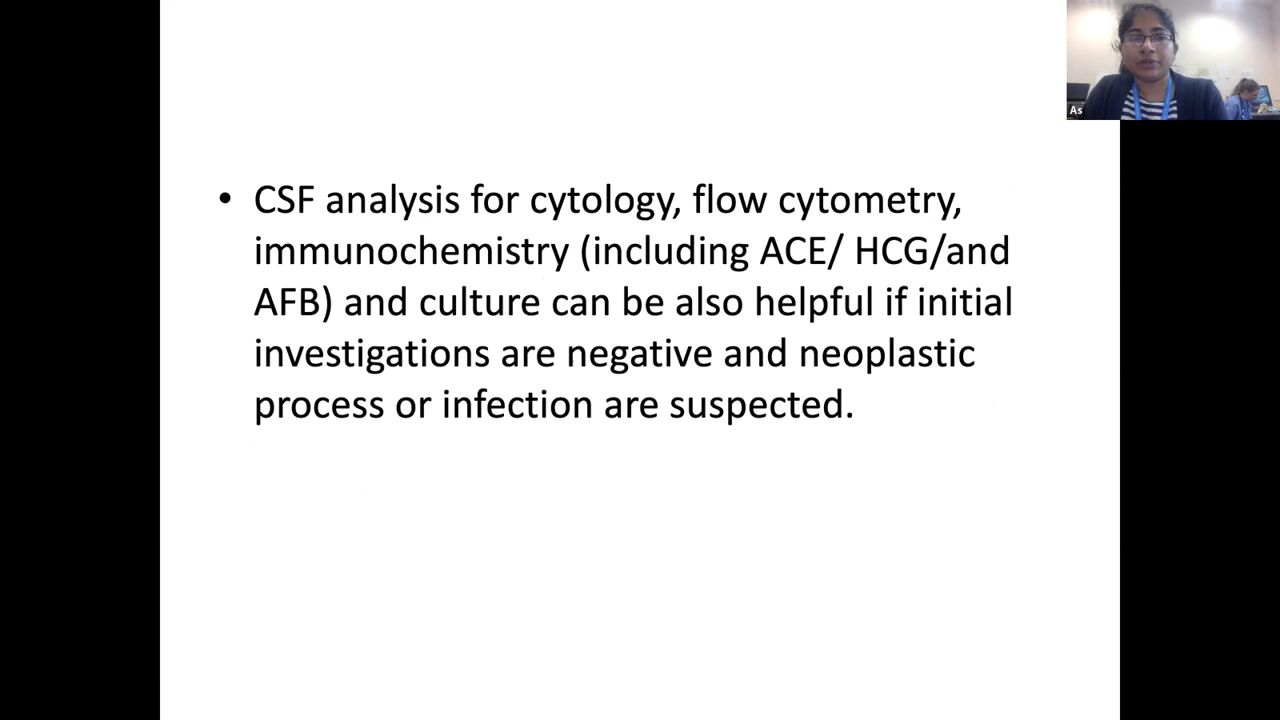 As
• CSF analysis for cytology, flow cytometry,
immunochemistry (including ACE/ HCG/and
AFB) and culture can be also helpful if initial
investigations are negative and neoplastic
process or infection are suspected.